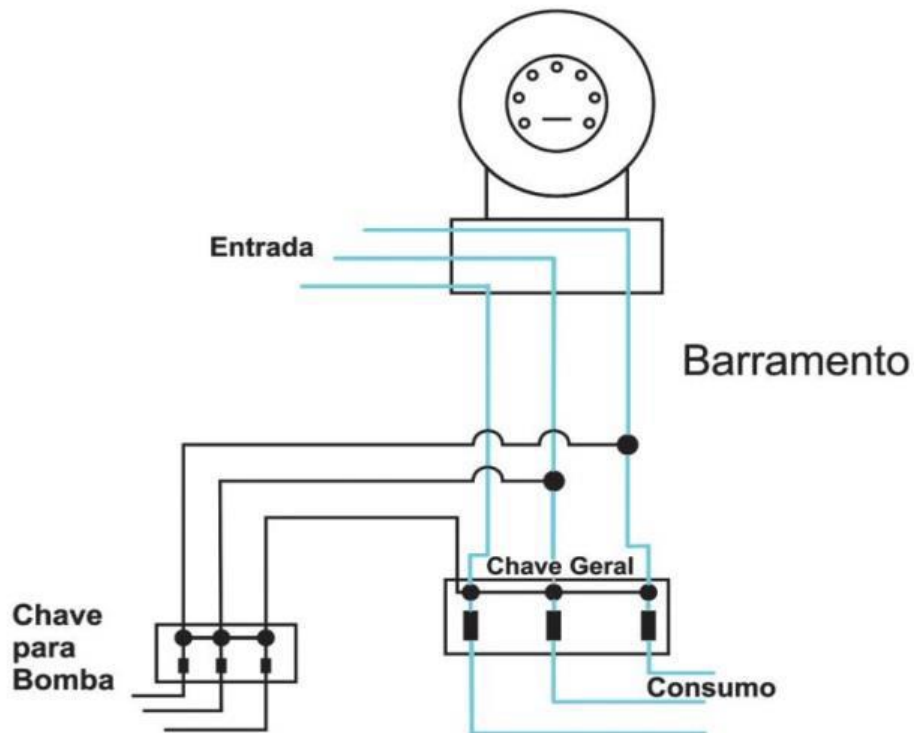 Entrada
Barramento
Chave Geral
Chave
para
Bomba
Consumo